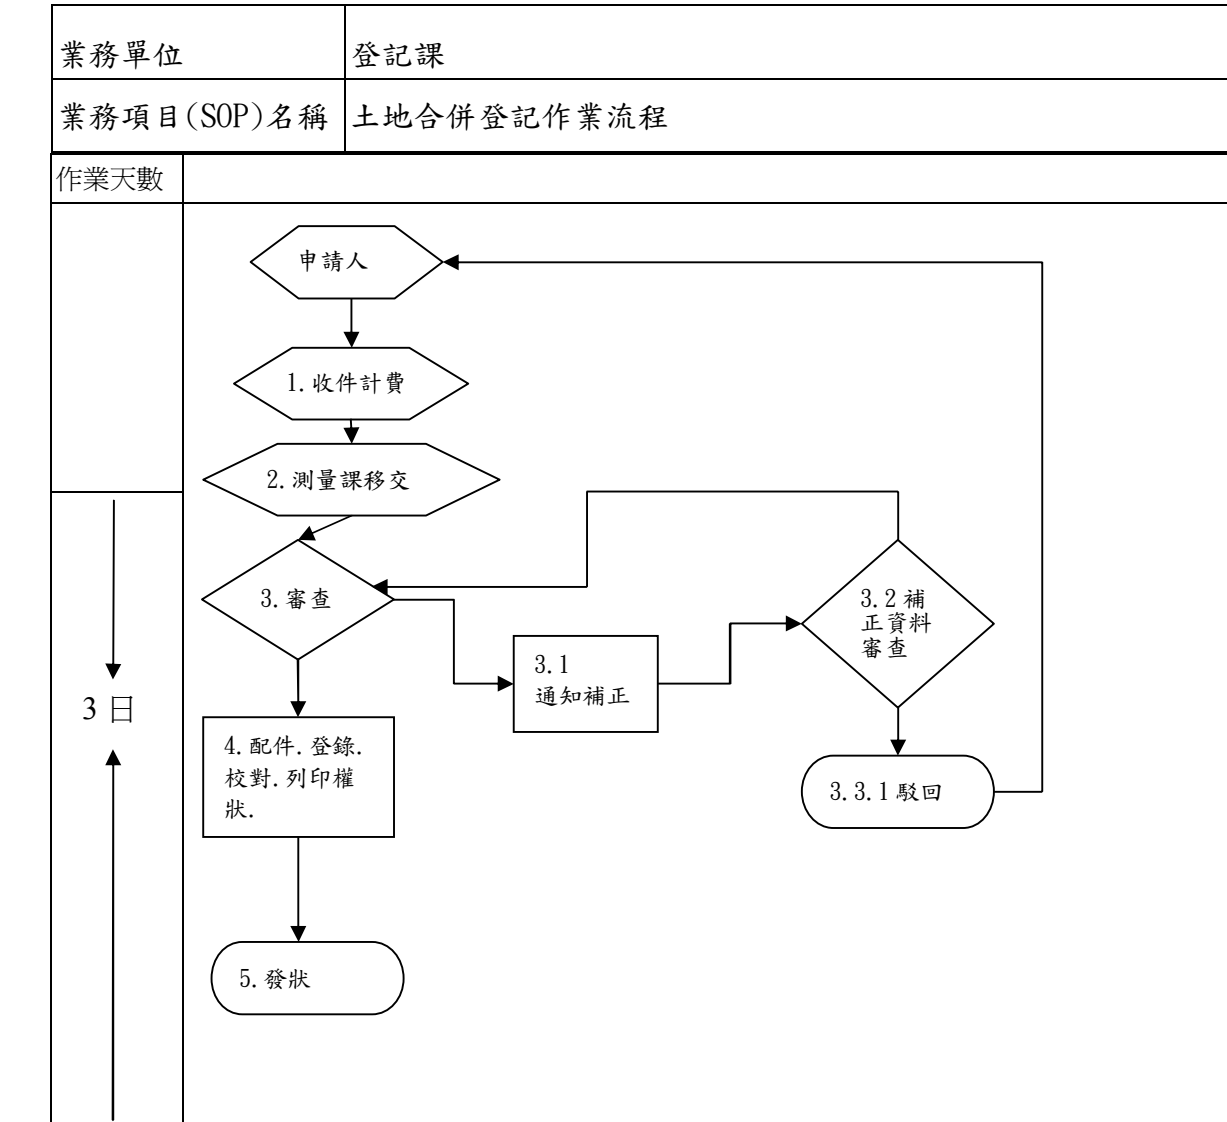 業務單位
登記課
業務項目(SOP)名稱
土地合併登記作業流程
作業天數
申請人
1.收件計費
2.測量課移交
3.審查
3.1
通知補正
3.2補
正資料
審查
3日
4.配件.登錄.
校對.列印權
狀.
3.3.1駁回
5.發狀